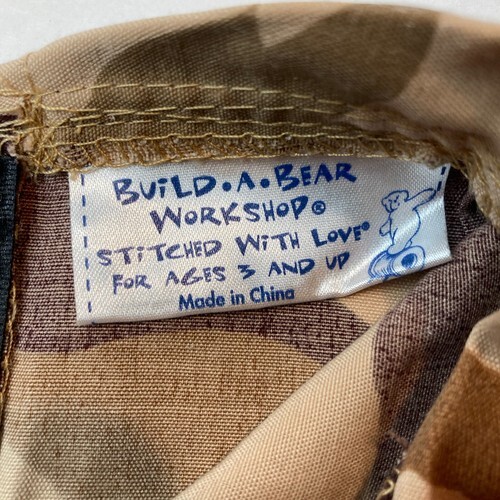 BUiLD.A.BEAR
WORKSHOP®
STiTCHED WiTH LOVE®
FOR AGES 3 AND UP
Made in China